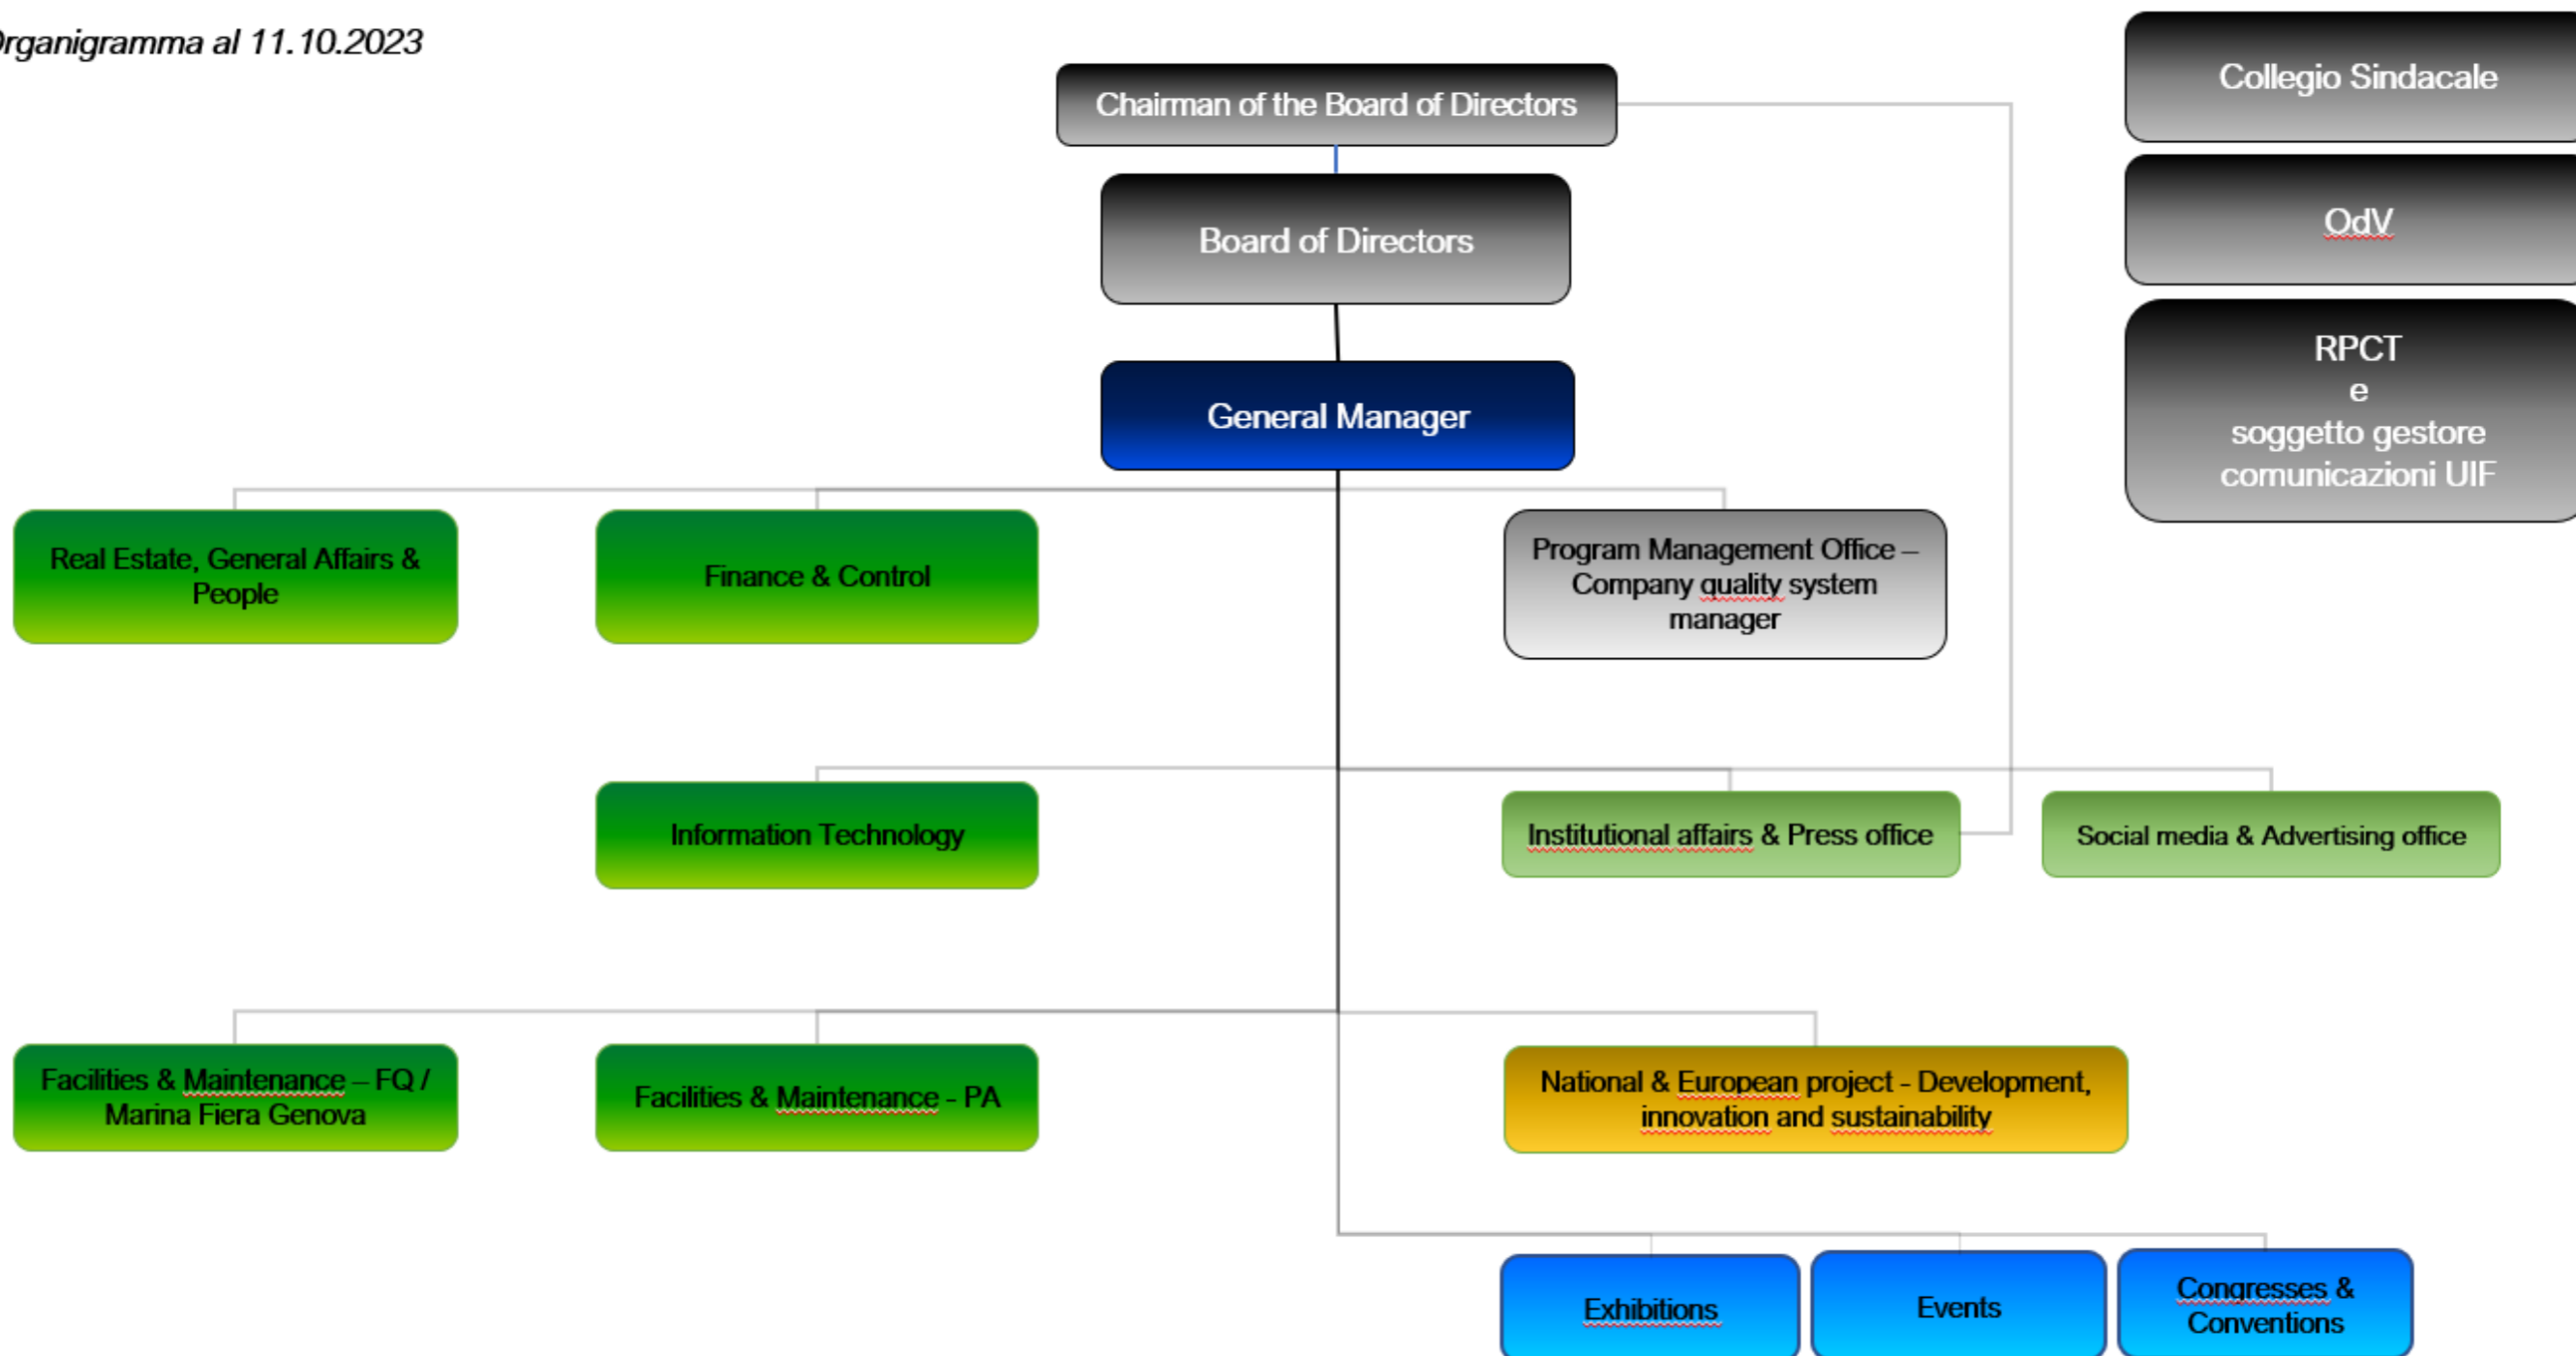 rganigramma al 11.10.2023
Chairman of the Board of Directors
Board of Directors
General Manager
Collegio Sindacale
OdV
RPCT
e
soggetto gestore
comunicazioni UIF
Real Estate, General Affairs &
People
Finance & Control
Program Management Office –
Company quality system
manager
Information Technology
Institutional affairs & Press office
Social media & Advertising office
Facilities & Maintenance – FQ /
Marina Fiera Genova
Facilities & Maintenance - PA
National & European project - Development,
innovation and sustainability
Exhibitions
Events
Congresses &
Conventions